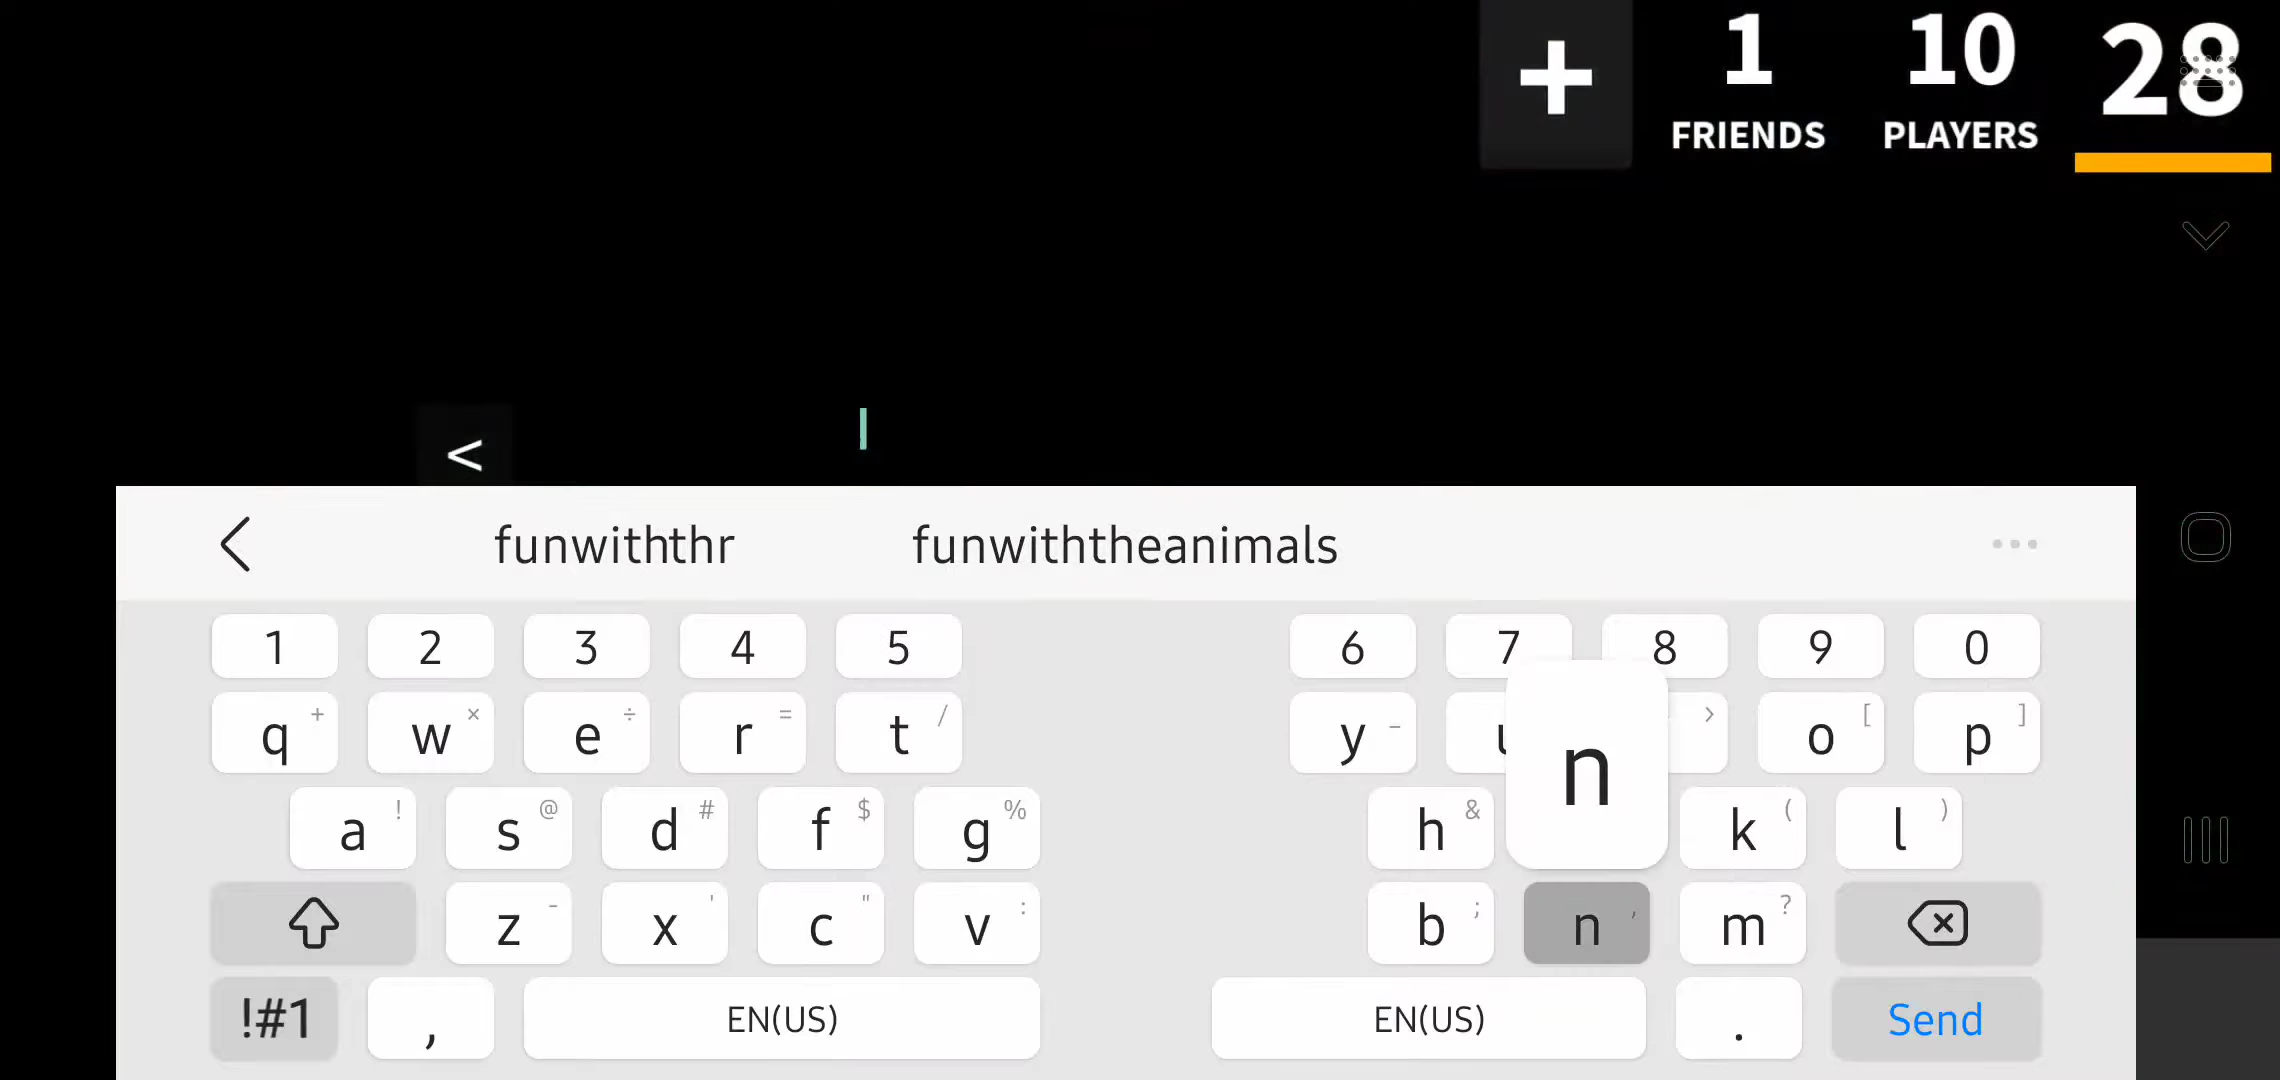 + 1 10 28
FRIENDS PLAYERS
<
funwiththr funwiththeanimals
1 2 3 4 5 6 7 8 9 0
q + w × e ÷ r = t / y _ u > o [ p ]
n
a ! s @ d # f $ g % h & k ( l )
z - x ' c " v : b ; n , m ?
!#1 , EN(US) EN(US) . Send